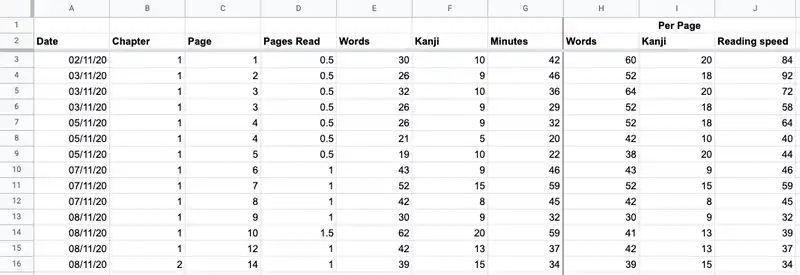 A B C D E F G H I J
1 Per Page
2 Date Chapter Page Pages Read Words Kanji Minutes Words Kanji Reading speed
3 02/11/20 1 1 0.5 30 10 42 60 20 84
4 03/11/20 1 2 0.5 26 9 46 52 18 92
5 03/11/20 1 3 0.5 32 10 36 64 20 72
6 03/11/20 1 3 0.5 26 9 29 52 18 58
7 05/11/20 1 4 0.5 26 9 32 52 18 64
8 05/11/20 1 4 0.5 21 5 20 42 10 40
9 05/11/20 1 5 0.5 19 10 22 38 20 44
10 07/11/20 1 6 1 43 9 46 43 9 46
11 07/11/20 1 7 1 52 15 59 52 15 59
12 07/11/20 1 8 1 42 8 45 42 8 45
13 08/11/20 1 9 1 30 9 32 30 9 32
14 08/11/20 1 10 1.5 62 20 59 41 13 39
15 08/11/20 1 12 1 42 13 37 42 13 37
16 08/11/20 2 14 1 39 15 34 39 15 34